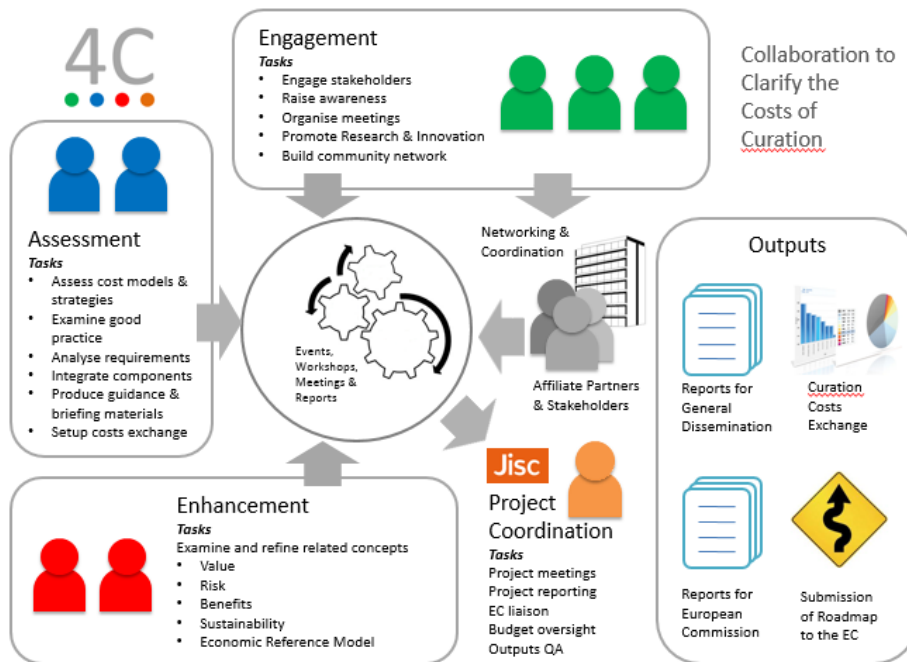 4C
Engagement
Tasks
• Engage stakeholders
• Raise awareness
• Organise meetings
• Promote Research & Innovation
• Build community network
Collaboration to
Clarify the
Costs of
Curation
Assessment
Tasks
• Assess cost models &
strategies
• Examine good
practice
• Analyse requirements
• Integrate components
• Produce guidance &
briefing materials
• Setup costs exchange
Events,
Workshops,
Meetings &
Reports
Networking &
Coordination
Affiliate Partners
& Stakeholders
Enhancement
Tasks
Examine and refine related concepts
• Value
• Risk
• Benefits
• Sustainability
• Economic Reference Model
Jisc
Project
Coordination
Tasks
Project meetings
Project reporting
EC liaison
Budget oversight
Outputs QA
Outputs
Reports for
General
Dissemination
Curation
Costs
Exchange
Reports for
European
Commission
Submission
of Roadmap
to the EC